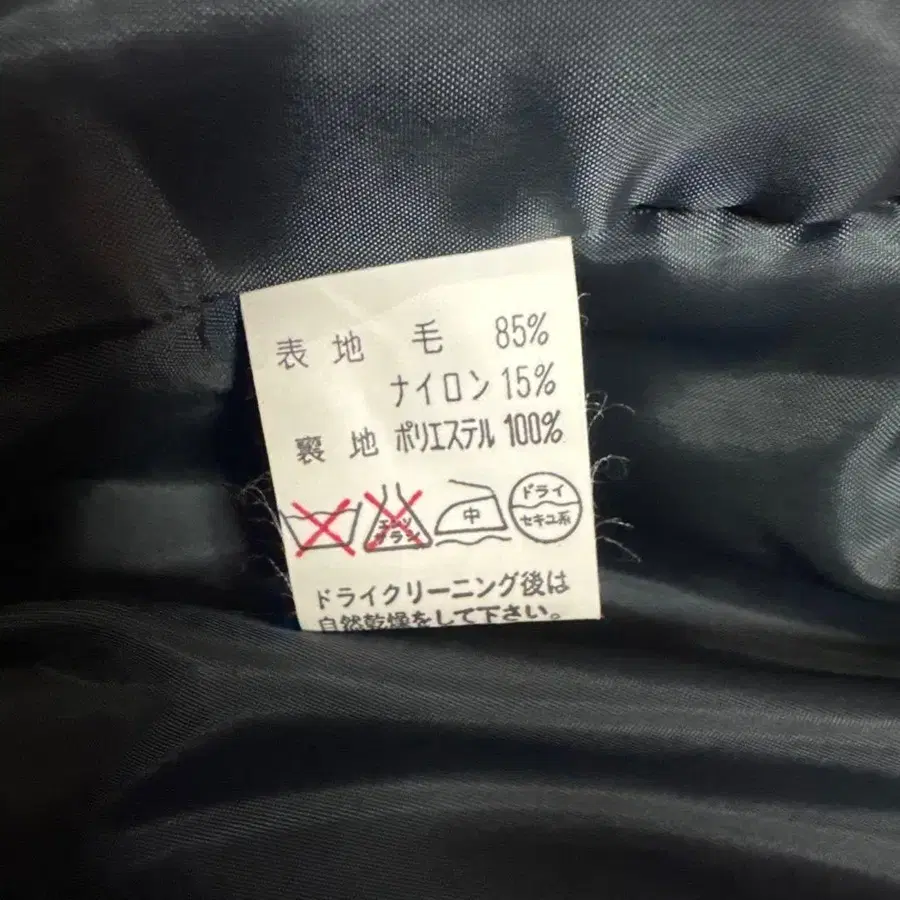 表地 毛 85%
ナイロン 15%
裏地 ポリエステル 100%
エンソ
サラシ
中
ドライ
セキユ系
ドライクリーニング後は
自然乾燥をして下さい。